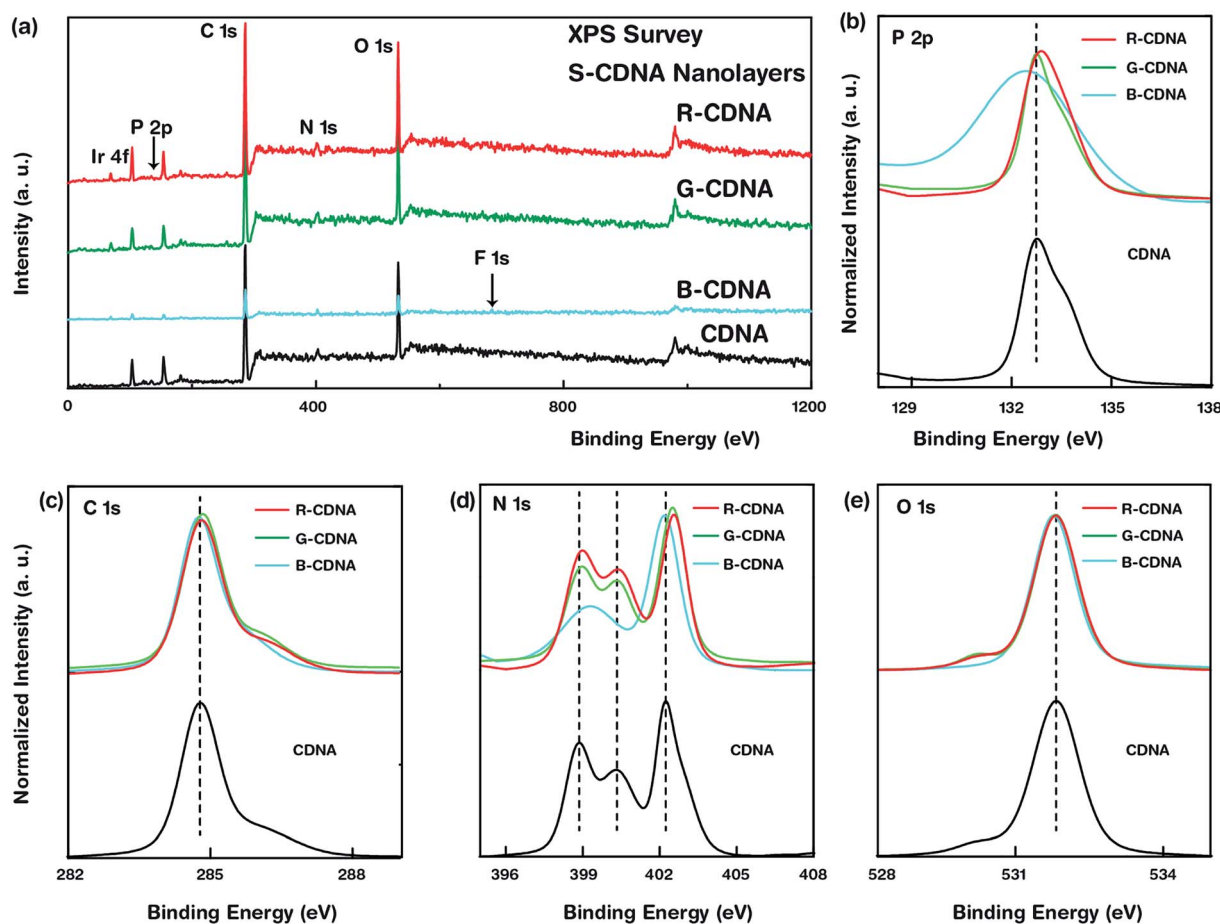 (a)
XPS Survey
S-CDNA Nanolayers
C 1s
O 1s
R-CDNA
P 2p
N 1s
Ir 4f
G-CDNA
F 1s
B-CDNA
CDNA
Intensity (a. u.)
0 400 800 1200
Binding Energy (eV)
(b)
P 2p
R-CDNA
G-CDNA
B-CDNA
CDNA
Normalized Intensity (a. u.)
129 132 135 138
Binding Energy (eV)
(c)
C 1s
R-CDNA
G-CDNA
B-CDNA
CDNA
Normalized Intensity (a. u.)
282 285 288
Binding Energy (eV)
(d)
N 1s
R-CDNA
G-CDNA
B-CDNA
CDNA
396 399 402 405 408
Binding Energy (eV)
(e)
O 1s
R-CDNA
G-CDNA
B-CDNA
CDNA
528 531 534
Binding Energy (eV)